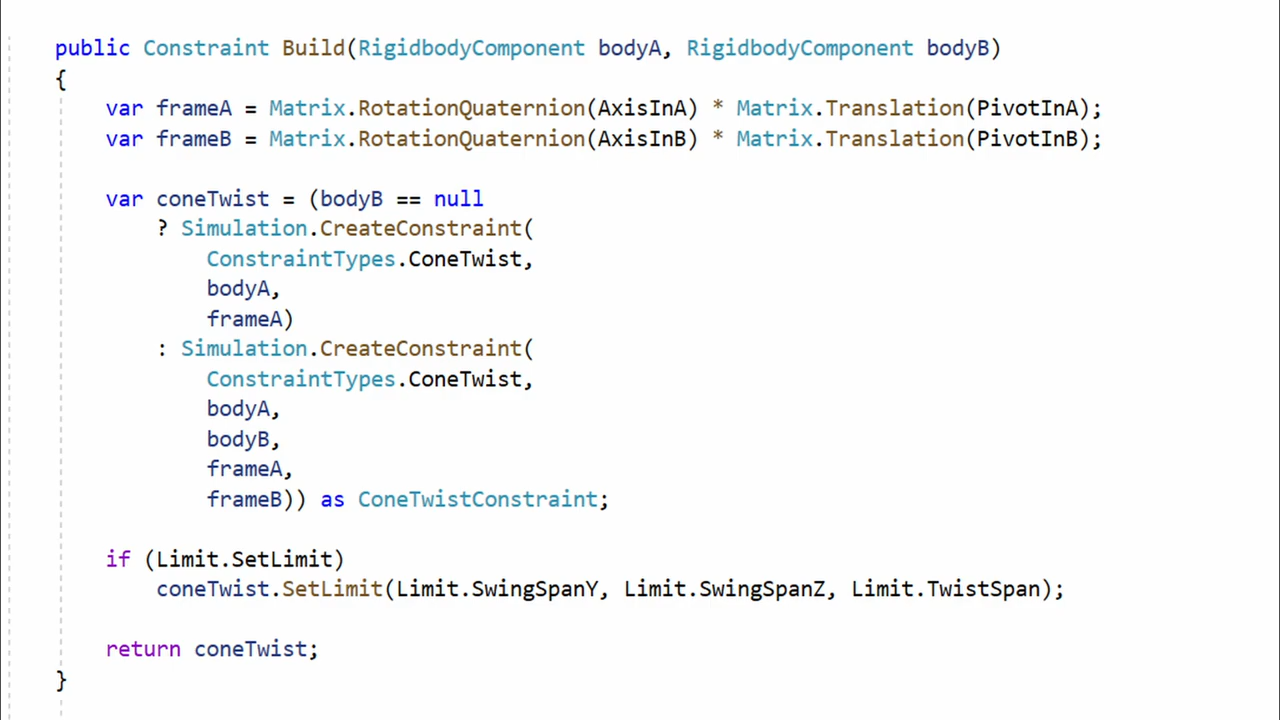 public Constraint Build(RigidbodyComponent bodyA, RigidbodyComponent bodyB)
{
    var frameA = Matrix.RotationQuaternion(AxisInA) * Matrix.Translation(PivotInA);
    var frameB = Matrix.RotationQuaternion(AxisInB) * Matrix.Translation(PivotInB);

    var coneTwist = (bodyB == null
        ? Simulation.CreateConstraint(
            ConstraintTypes.ConeTwist,
            bodyA,
            frameA)
        : Simulation.CreateConstraint(
            ConstraintTypes.ConeTwist,
            bodyA,
            bodyB,
            frameA,
            frameB)) as ConeTwistConstraint;

    if (Limit.SetLimit)
        coneTwist.SetLimit(Limit.SwingSpanY, Limit.SwingSpanZ, Limit.TwistSpan);

    return coneTwist;
}